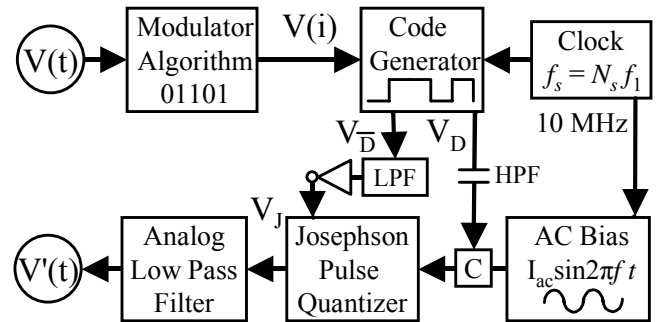 V(t)
Modulator
Algorithm
01101
V(i)
Code
Generator
Clock
f_s = N_s f_1
10 MHz
V_D̅
V_D
LPF
HPF
V_J
V'(t)
Analog
Low Pass
Filter
Josephson
Pulse
Quantizer
C
AC Bias
I_ac sin2πf t